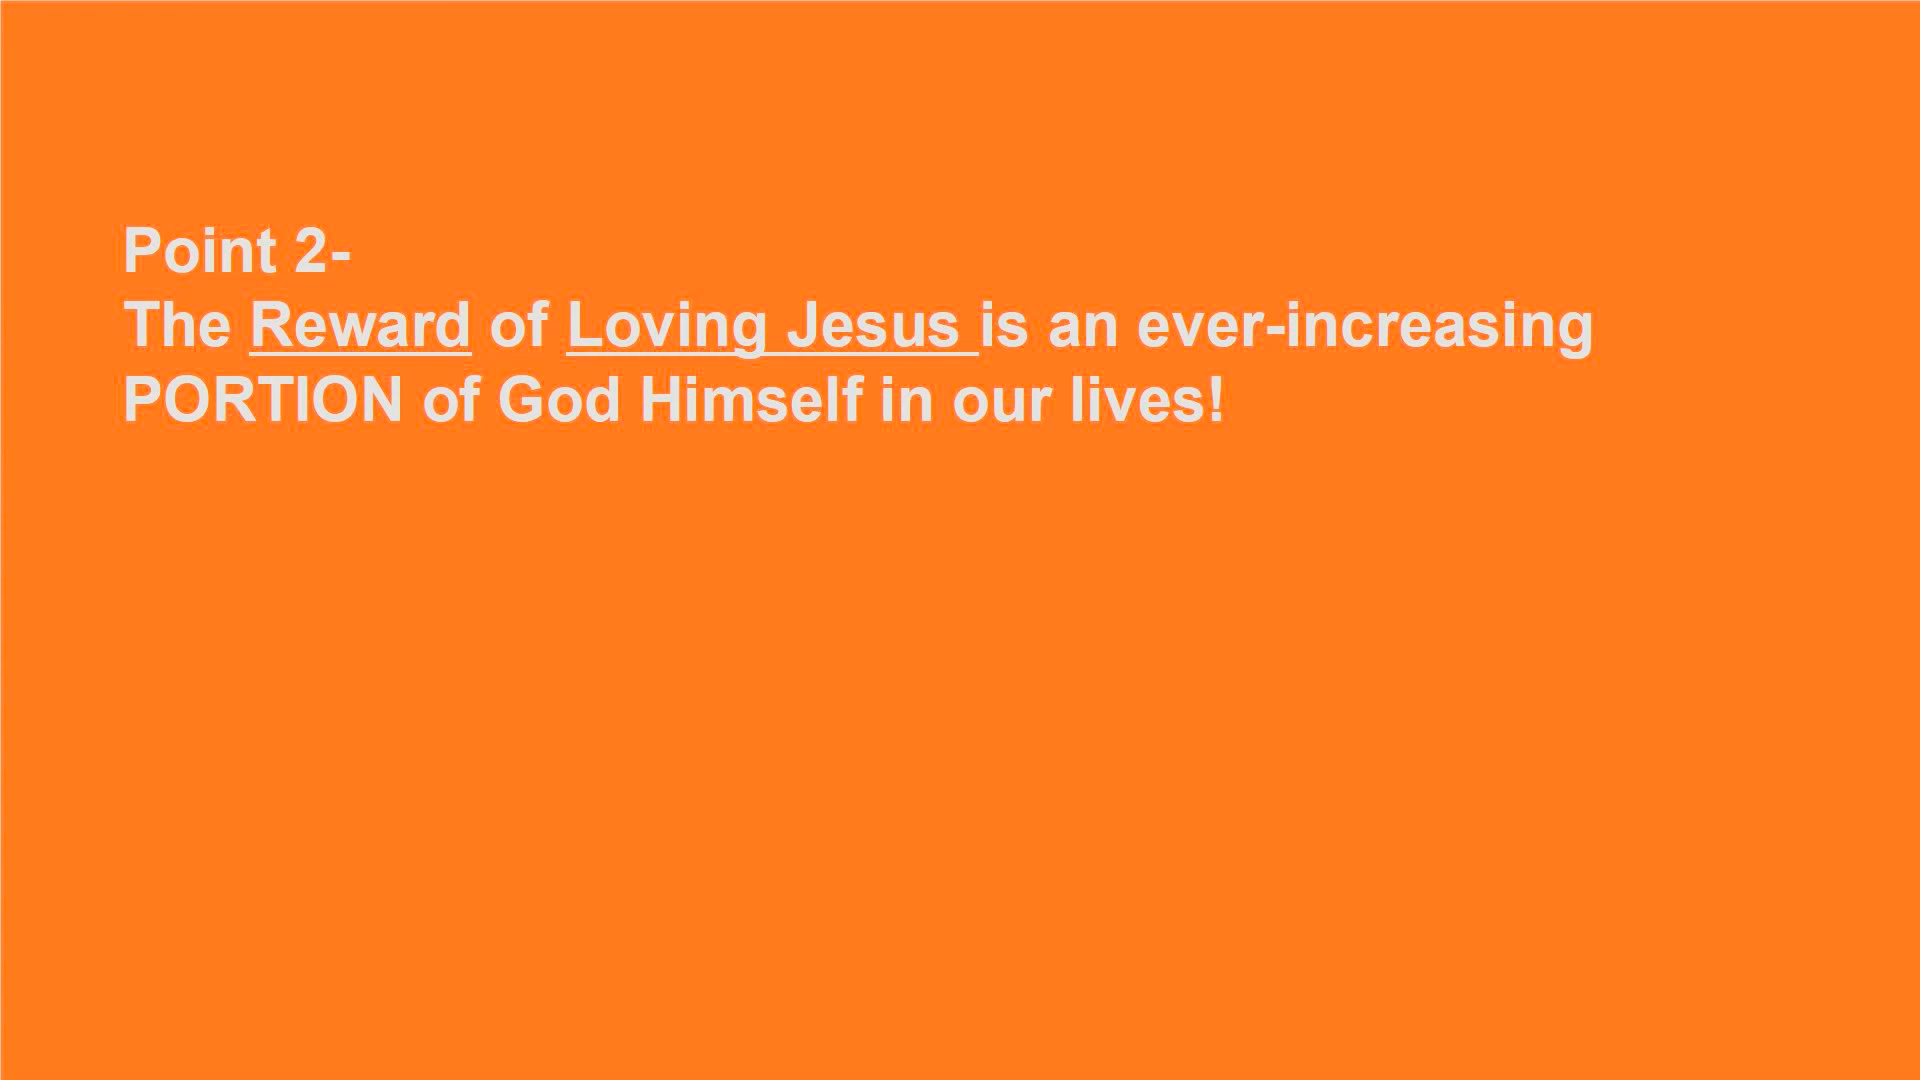 Point 2-
The Reward of Loving Jesus is an ever-increasing
PORTION of God Himself in our lives!